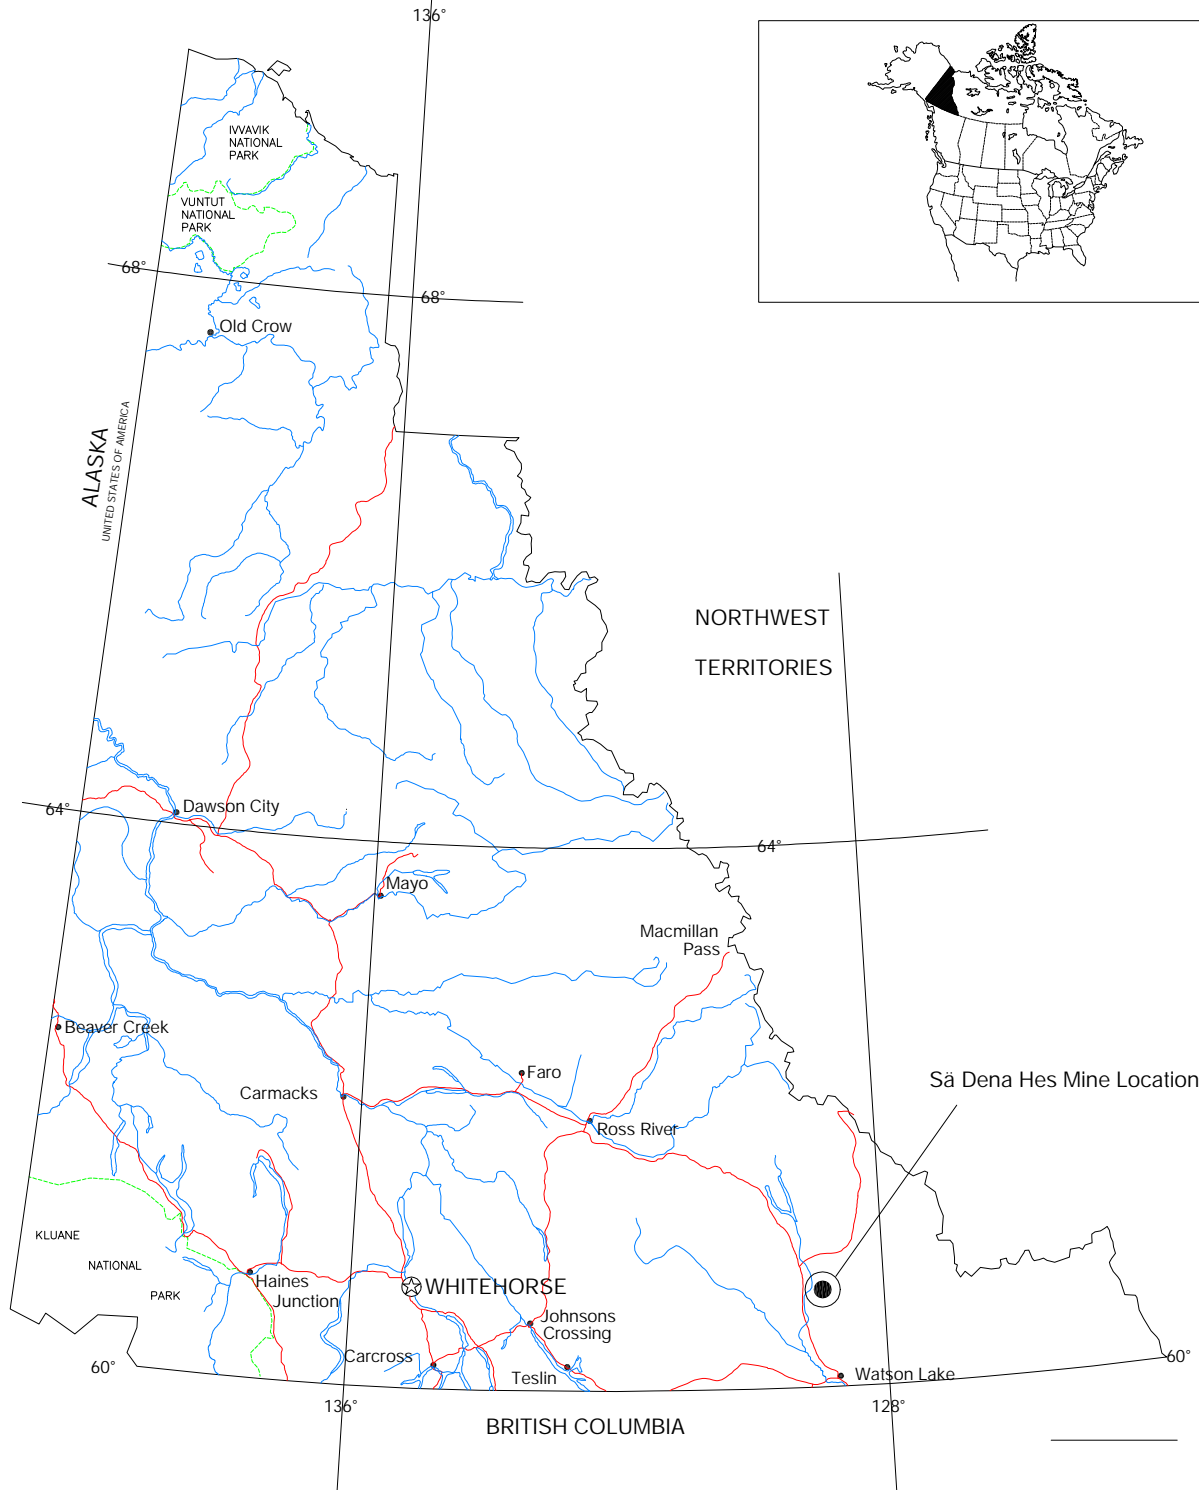 136°
IVVAVIK
NATIONAL
PARK
VUNTUT
NATIONAL
PARK
68°
68°
Old Crow
ALASKA
UNITED STATES OF AMERICA
NORTHWEST
TERRITORIES
64°
Dawson City
64°
Mayo
Macmillan
Pass
Beaver Creek
Faro
Sä Dena Hes Mine Location
Carmacks
Ross River
KLUANE
NATIONAL
PARK
Haines
Junction
WHITEHORSE
Johnsons
Crossing
Carcross
Teslin
60°
60°
Watson Lake
136°
128°
BRITISH COLUMBIA